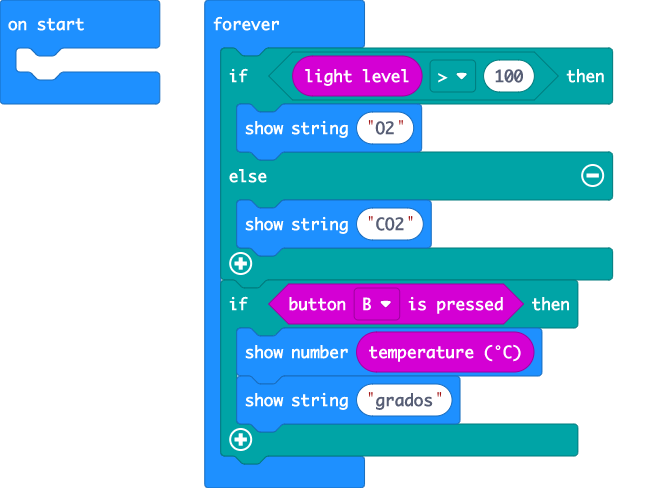 on start
forever
if light level > 100 then
show string "O2"
else
show string "CO2"
if button B is pressed then
show number temperature (°C)
show string "grados"